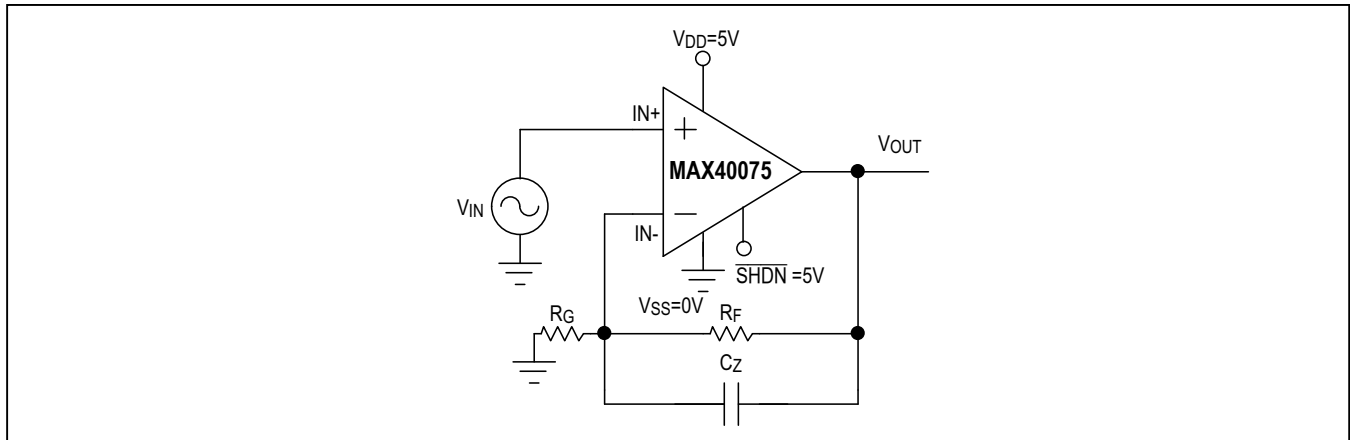 VDD=5V
IN+
+
VOUT
MAX40075
VIN
−
IN-
SHDN =5V
VSS=0V
RG
RF
CZ